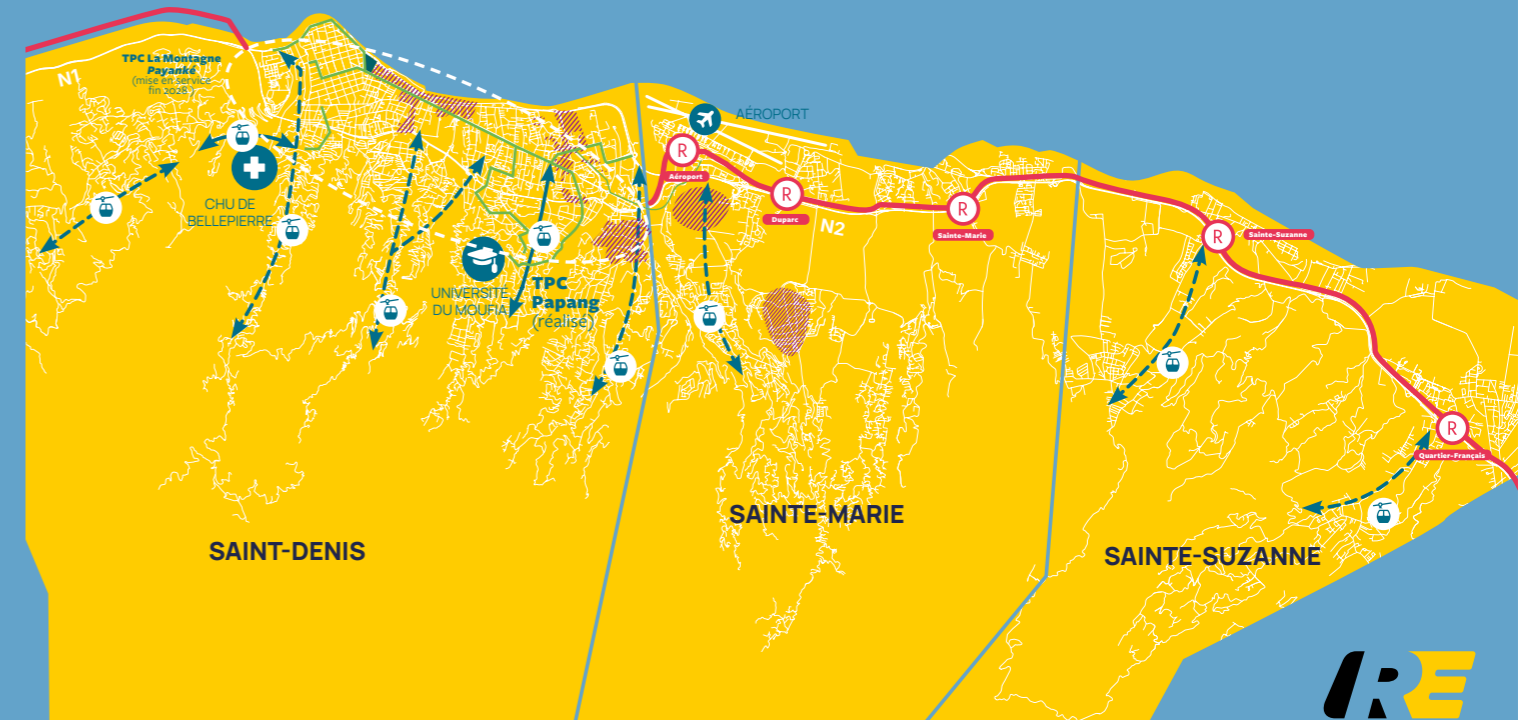 TPC La Montagne
Payanké
(mise en service
fin 2028)
N1
CHU DE
BELLEPIERRE
UNIVERSITÉ
DU MOUFIA
TPC
Papang
(réalisé)
AÉROPORT
R
Aéroport
R
Duparc
N2
R
Sainte-Marie
R
Sainte-Suzanne
R
Quartier-Français
SAINT-DENIS
SAINTE-MARIE
SAINTE-SUZANNE
RE